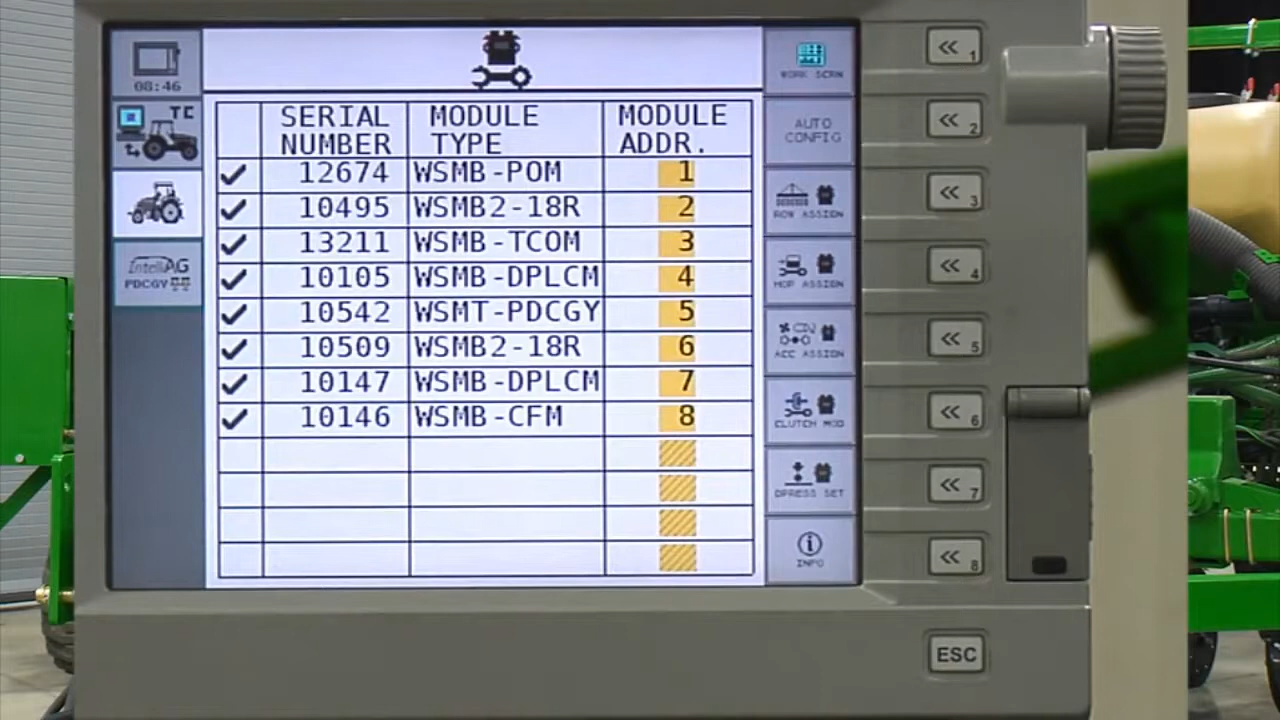 08:46
TC
IntellAG
PDCGY
SERIAL NUMBER MODULE TYPE MODULE ADDR.
12674 WSMB-POM 1
10495 WSMB2-18R 2
13211 WSMB-TCOM 3
10105 WSMB-DPLCM 4
10542 WSMT-PDCGY 5
10509 WSMB2-18R 6
10147 WSMB-DPLCM 7
10146 WSMB-CFM 8
WORK SCRN
AUTO
CONFIG
ROW ASSIGN
HOP ASSIGN
ACC ASSIGN
CLUTCH MOD
DPRESS SET
INFO
« 1
« 2
« 3
« 4
« 5
« 6
« 7
« 8
ESC